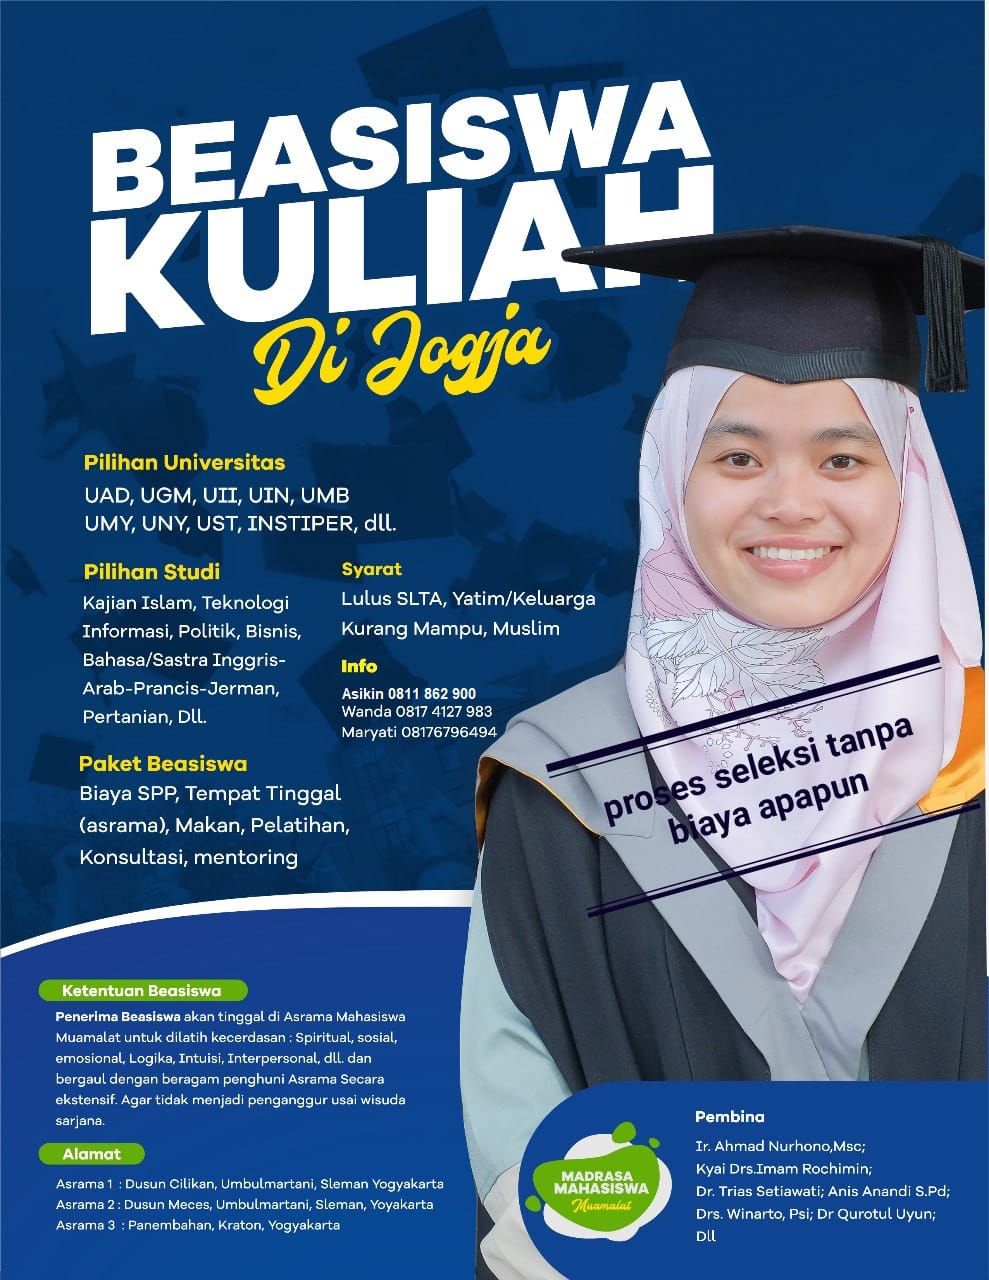 BEASISWA
KULIAH
Di Jogja
Pilihan Universitas
UAD, UGM, UII, UIN, UMB
UMY, UNY, UST, INSTIPER, dll.
Pilihan Studi
Kajian Islam, Teknologi
Informasi, Politik, Bisnis,
Bahasa/Sastra Inggris-
Arab-Prancis-Jerman,
Pertanian, Dll.
Syarat
Lulus SLTA, Yatim/Keluarga
Kurang Mampu, Muslim
Info
Asikin 0811 862 900
Wanda 0817 4127 983
Maryati 08176796494
Paket Beasiswa
Biaya SPP, Tempat Tinggal
(asrama), Makan, Pelatihan,
Konsultasi, mentoring
proses seleksi tanpa
biaya apapun
Ketentuan Beasiswa
Penerima Beasiswa akan tinggal di Asrama Mahasiswa
Muamalat untuk dilatih kecerdasan : Spiritual, sosial,
emosional, Logika, Intuisi, Interpersonal, dll. dan
bergaul dengan beragam penghuni Asrama Secara
ekstensif. Agar tidak menjadi penganggur usai wisuda
sarjana.
Alamat
Asrama 1 : Dusun Cilikan, Umbulmartani, Sleman Yogyakarta
Asrama 2 : Dusun Meces, Umbulmartani, Sleman, Yoyakarta
Asrama 3 : Panembahan, Kraton, Yogyakarta
MADRASA
MAHASISWA
Muamalat
Pembina
Ir. Ahmad Nurhono,Msc;
Kyai Drs.Imam Rochimin;
Dr. Trias Setiawati; Anis Anandi S.Pd;
Drs. Winarto, Psi; Dr Qurotul Uyun;
Dll